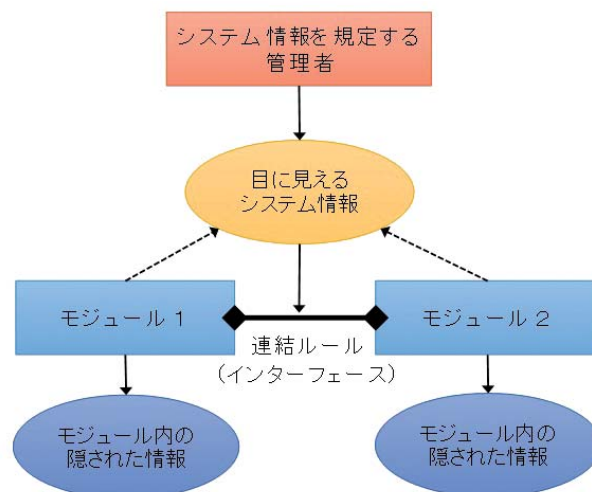 システム情報を規定する
管理者
目に見える
システム情報
モジュール1
モジュール2
連結ルール
（インターフェース）
モジュール内の
隠された情報
モジュール内の
隠された情報